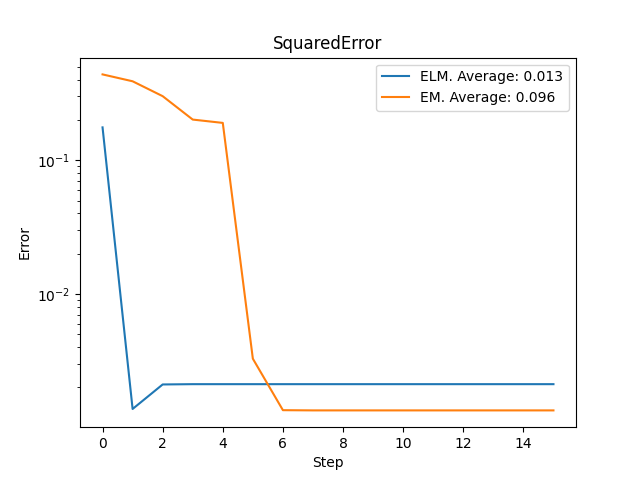 SquaredError
ELM. Average: 0.013
EM. Average: 0.096
Error
10⁻¹
10⁻²
0 2 4 6 8 10 12 14
Step